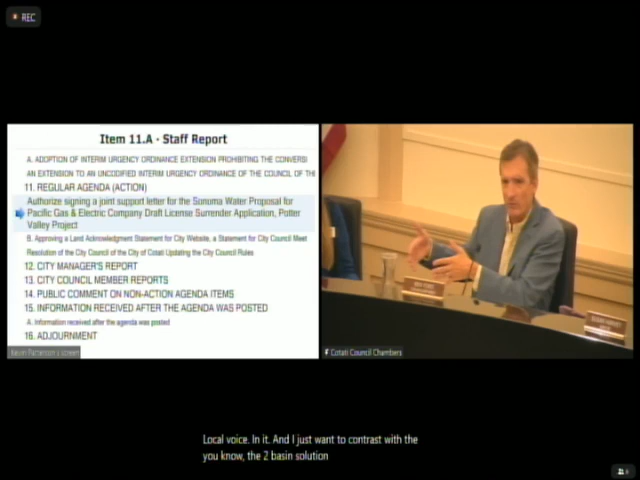 REC
Item 11.A - Staff Report
A. ADOPTION OF INTERIM URGENCY ORDINANCE EXTENSION PROHIBITING THE CONVERSI
AN EXTENSION TO AN UNCODIFIED INTERIM URGENCY ORDINANCE OF THE COUNCIL OF THE
11. REGULAR AGENDA (ACTION)
Authorize signing a joint support letter for the Sonoma Water Proposal for
Pacific Gas & Electric Company Draft License Surrender Application, Potter
Valley Project
B. Approving a Land Acknowledgment Statement for City Website, a Statement for City Council Meet
Resolution of the City Council of the City of Cotati Updating the City Council Rules
12. CITY MANAGER'S REPORT
13. CITY COUNCIL MEMBER REPORTS
14. PUBLIC COMMENT ON NON-ACTION AGENDA ITEMS
15. INFORMATION RECEIVED AFTER THE AGENDA WAS POSTED
A. Information received after the agenda was posted
16. ADJOURNMENT
Kevin Patterson's screen
Cotati Council Chambers
Local voice. In it. And I just want to contrast with the
you know, the 2 basin solution